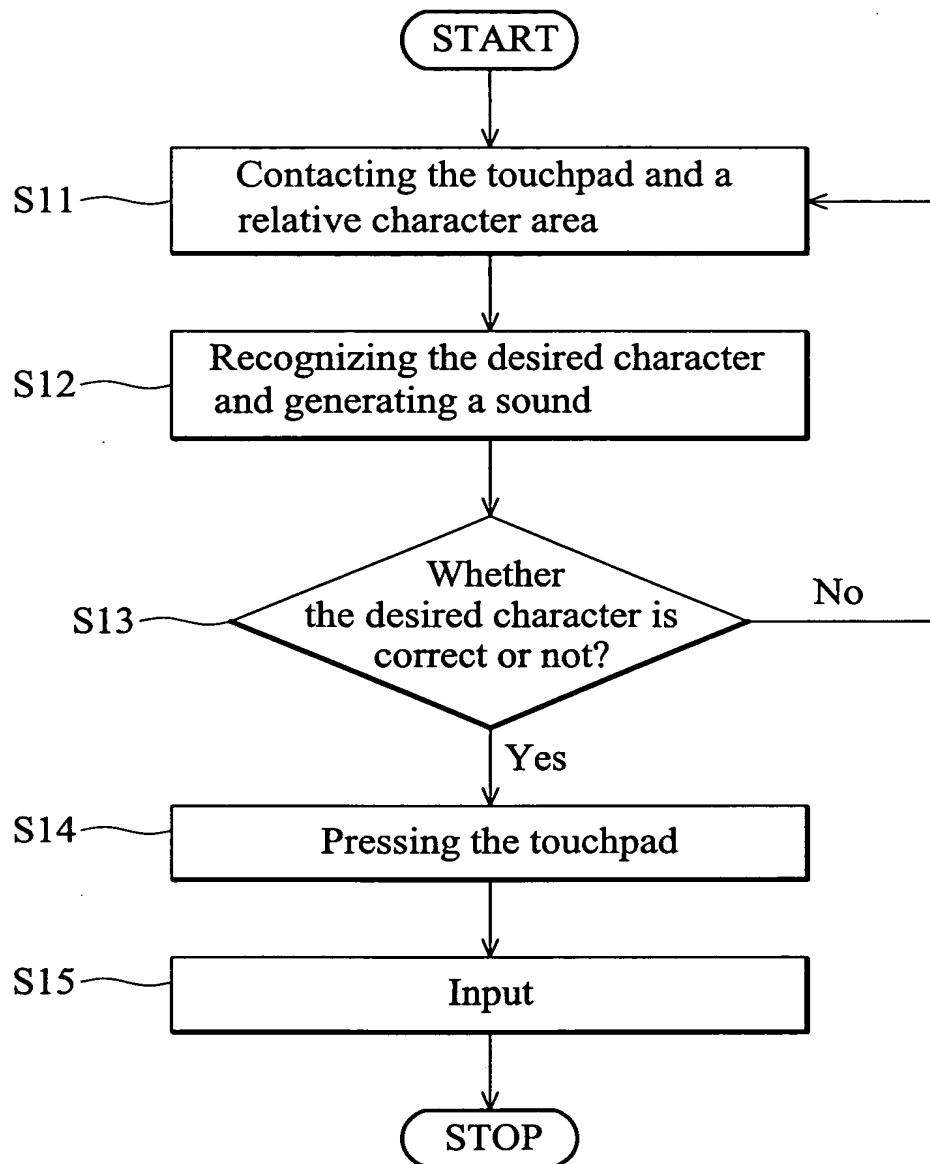 START
S11
Contacting the touchpad and a
relative character area
S12
Recognizing the desired character
and generating a sound
S13
Whether
the desired character is
correct or not?
No
Yes
S14
Pressing the touchpad
S15
Input
STOP